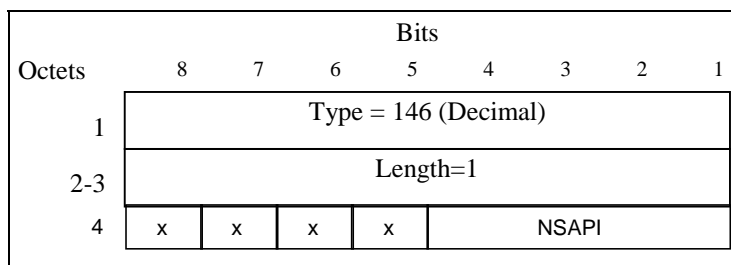 Bits
Octets 8 7 6 5 4 3 2 1
1 Type = 146 (Decimal)
2-3 Length=1
4 x x x x NSAPI